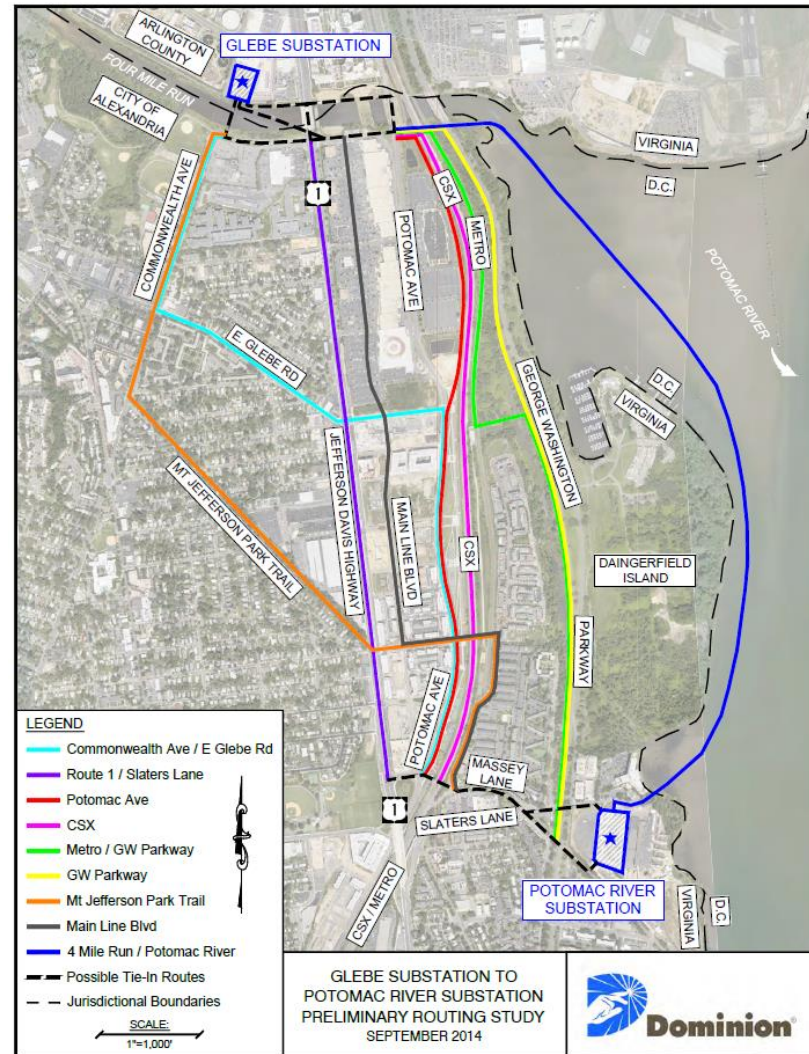 ARLINGTON
COUNTY
GLEBE SUBSTATION
FOUR MILE RUN
CITY OF
ALEXANDRIA
VIRGINIA
D.C.
1
COMMONWEALTH AVE
CSX
METRO
POTOMAC AVE
POTOMAC RIVER
E. GLEBE RD
D.C.
VIRGINIA
GEORGE WASHINGTON
MT JEFFERSON PARK TRAIL
JEFFERSON DAVIS HIGHWAY
MAIN LINE BLVD
CSX
DAINGERFIELD
ISLAND
PARKWAY
POTOMAC AVE
MASSEY
LANE
1
SLATERS LANE
CSX / METRO
POTOMAC RIVER
SUBSTATION
VIRGINIA
D.C.
LEGEND
Commonwealth Ave / E Glebe Rd
Route 1 / Slaters Lane
Potomac Ave
CSX
Metro / GW Parkway
GW Parkway
Mt Jefferson Park Trail
Main Line Blvd
4 Mile Run / Potomac River
Possible Tie-In Routes
Jurisdictional Boundaries
SCALE:
1"=1,000'
GLEBE SUBSTATION TO
POTOMAC RIVER SUBSTATION
PRELIMINARY ROUTING STUDY
SEPTEMBER 2014
Dominion®